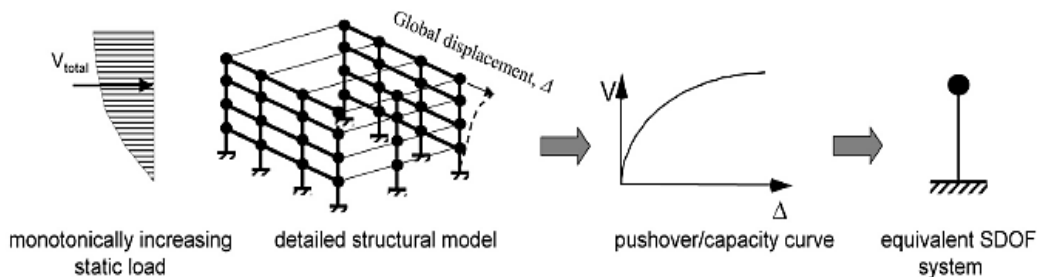 V_total
Global displacement, Δ
V
Δ
monotonically increasing
static load
detailed structural model
pushover/capacity curve
equivalent SDOF
system